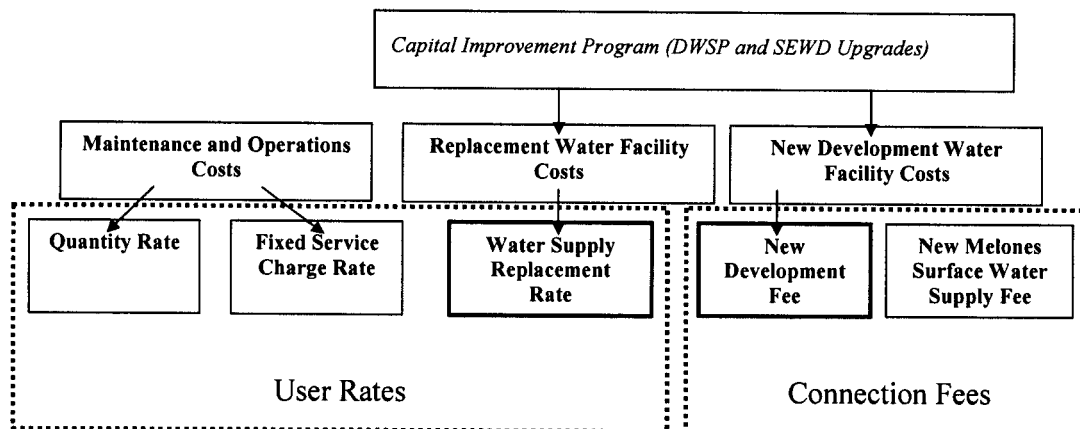 Capital Improvement Program (DWSP and SEWD Upgrades)
Maintenance and Operations
Costs
Replacement Water Facility
Costs
New Development Water
Facility Costs
Quantity Rate
Fixed Service
Charge Rate
Water Supply
Replacement
Rate
New
Development
Fee
New Melones
Surface Water
Supply Fee
User Rates
Connection Fees